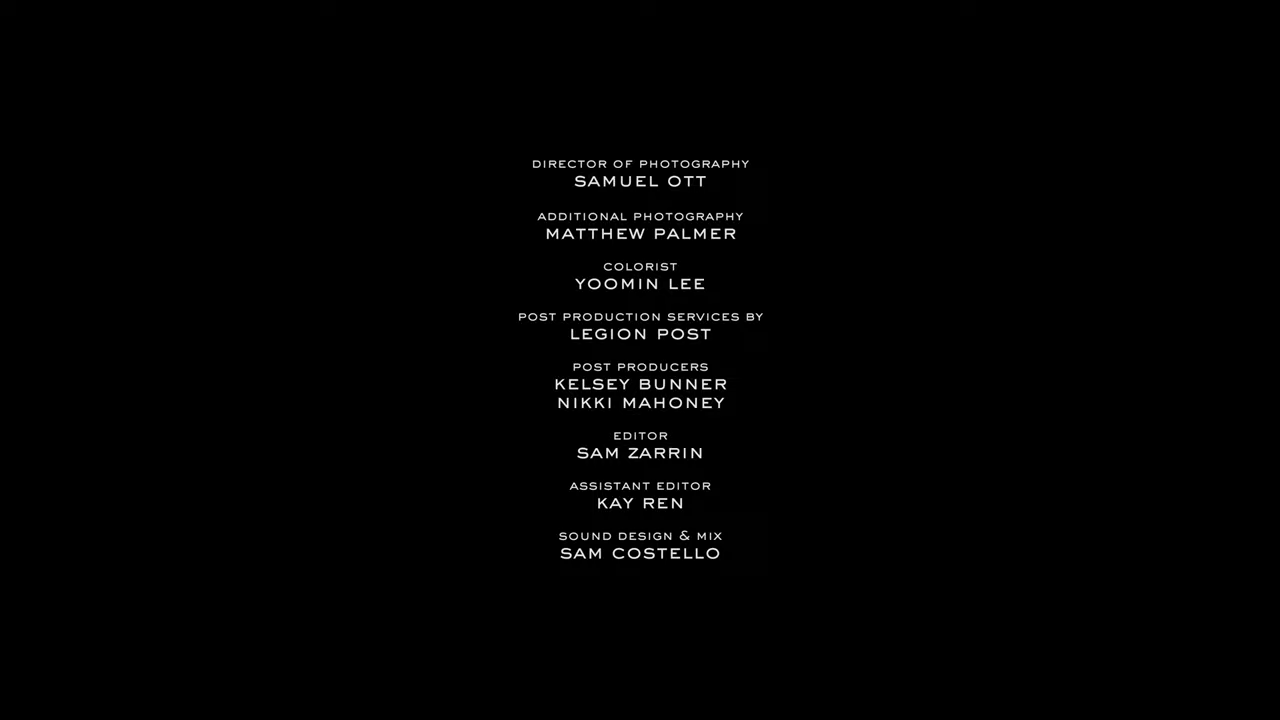 DIRECTOR OF PHOTOGRAPHY
SAMUEL OTT
ADDITIONAL PHOTOGRAPHY
MATTHEW PALMER
COLORIST
YOOMIN LEE
POST PRODUCTION SERVICES BY
LEGION POST
POST PRODUCERS
KELSEY BUNNER
NIKKI MAHONEY
EDITOR
SAM ZARRIN
ASSISTANT EDITOR
KAY REN
SOUND DESIGN & MIX
SAM COSTELLO